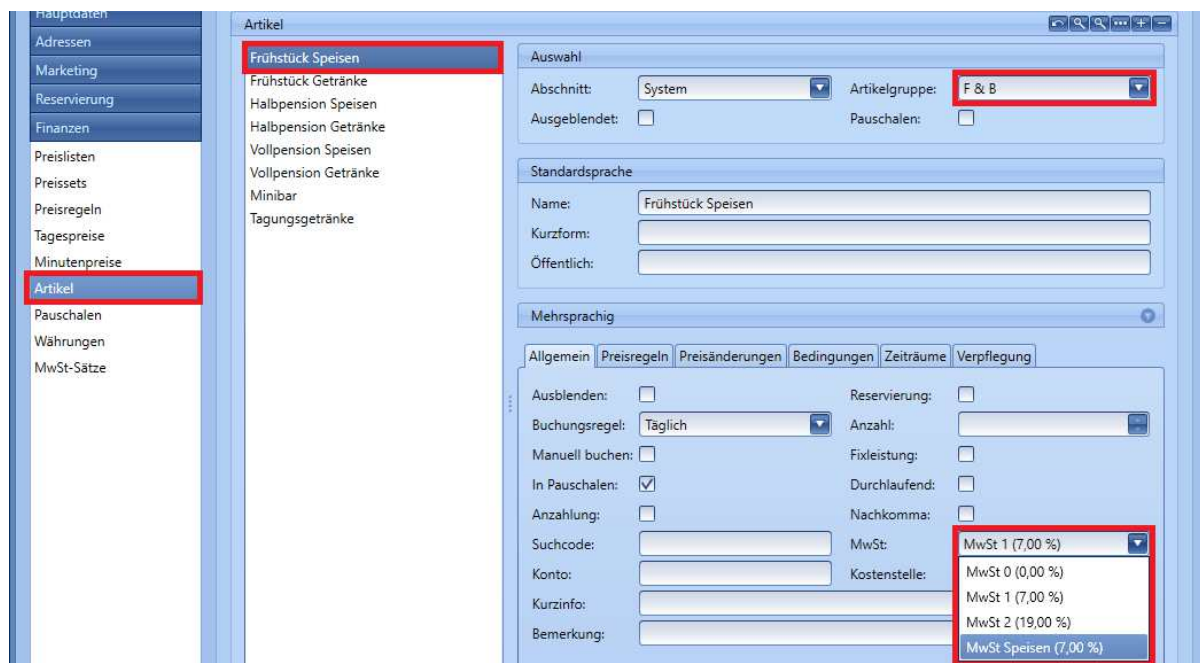 Hauptdaten
Adressen
Marketing
Reservierung
Finanzen
Preislisten
Preissets
Preisregeln
Tagespreise
Minutenpreise
Artikel
Pauschalen
Währungen
MwSt-Sätze
Artikel
Frühstück Speisen
Frühstück Getränke
Halbpension Speisen
Halbpension Getränke
Vollpension Speisen
Vollpension Getränke
Minibar
Tagungsgetränke
Auswahl
Abschnitt: System Artikelgruppe: F & B
Ausgeblendet: Pauschalen:
Standardsprache
Name: Frühstück Speisen
Kurzform:
Öffentlich:
Mehrsprachig
Allgemein Preisregeln Preisänderungen Bedingungen Zeiträume Verpflegung
Ausblenden: Reservierung:
Buchungsregel: Täglich Anzahl:
Manuell buchen: Fixleistung:
In Pauschalen: Durchlaufend:
Anzahlung: Nachkomma:
Suchcode: MwSt: MwSt 1 (7,00 %)
Konto: Kostenstelle: MwSt 0 (0,00 %)
Kurzinfo: MwSt 1 (7,00 %)
MwSt 2 (19,00 %)
Bemerkung: MwSt Speisen (7,00 %)